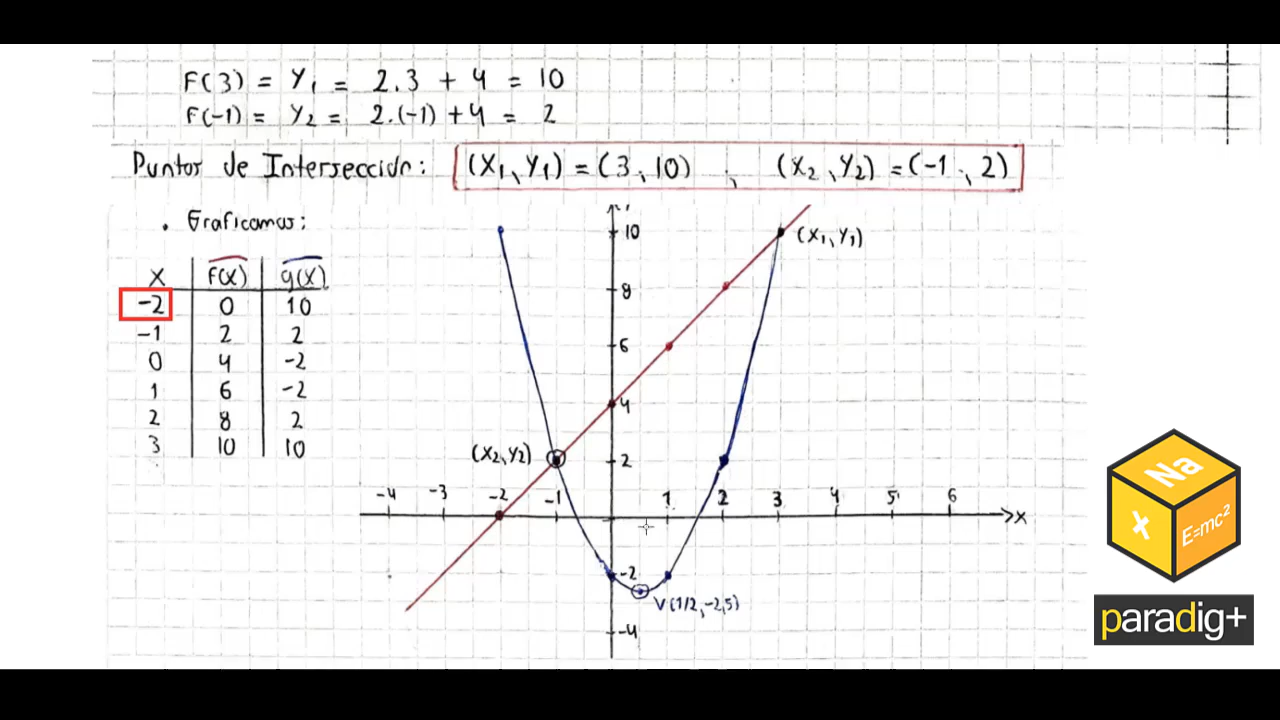 F(3) = Y₁ = 2.3 + 4 = 10
F(-1) = Y₂ = 2.(-1) + 4 = 2
Puntos de Intersección: (X₁,Y₁) = (3,10) , (X₂,Y₂) = (-1,2)
• Graficamos:
X F(X) g(X)
-2 0 10
-1 2 2
0 4 -2
1 6 -2
2 8 2
3 10 10
10 (X₁,Y₁)
8
6
4
(X₂,Y₂) 2
-4 -3 -2 -1 1 2 3 4 5 6
X
-2
V(1/2,-2,5)
-4
Na
X
E=mc²
paradig+